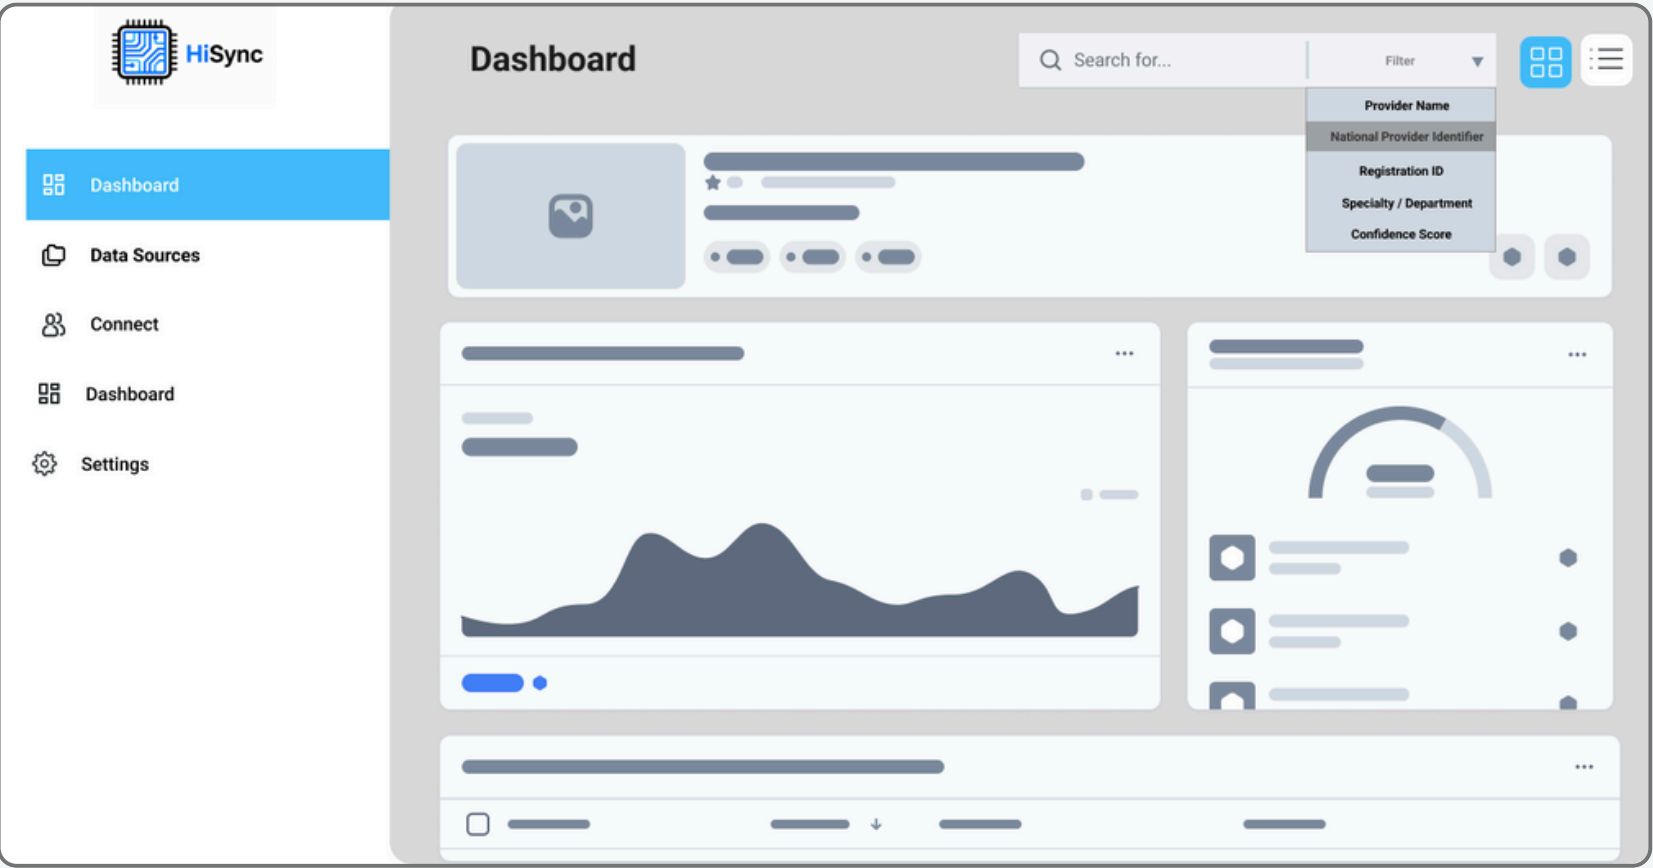 HiSync
Dashboard
Data Sources
Connect
Dashboard
Settings
Dashboard
Search for...
Filter
Provider Name
National Provider Identifier
Registration ID
Specialty / Department
Confidence Score